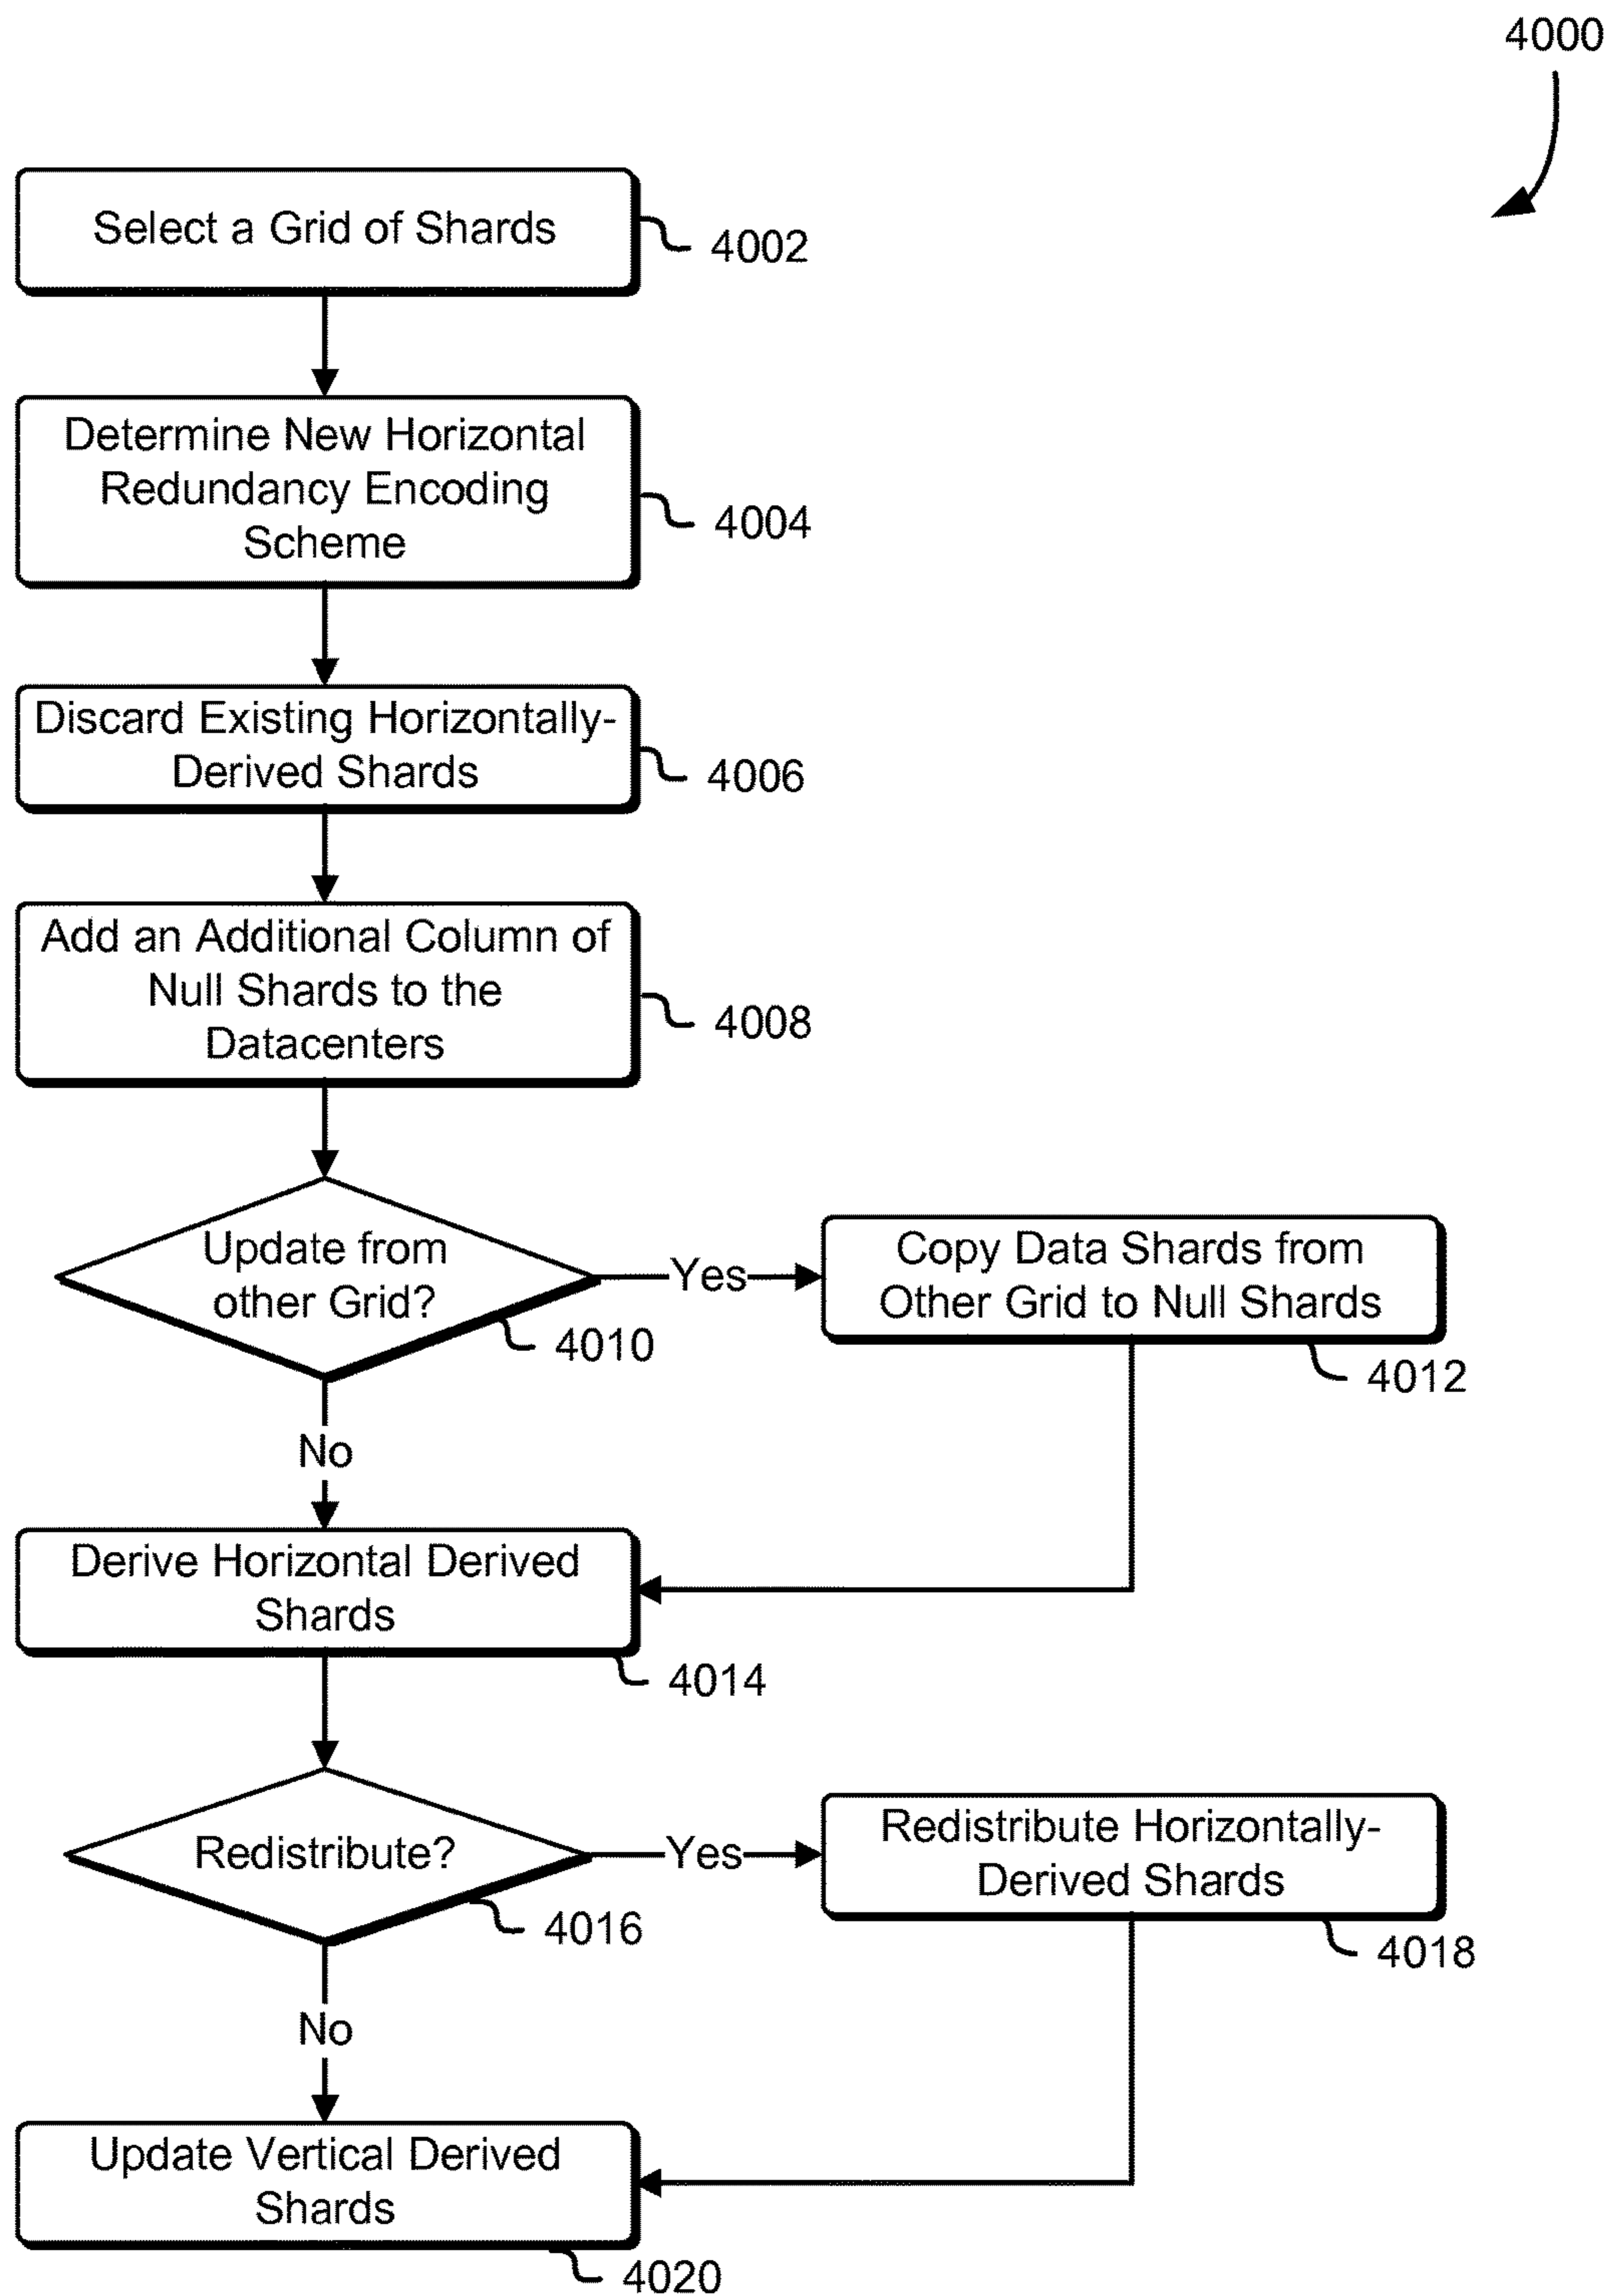 4000
Select a Grid of Shards
4002
Determine New Horizontal
Redundancy Encoding
Scheme
4004
Discard Existing Horizontally-
Derived Shards
4006
Add an Additional Column of
Null Shards to the
Datacenters
4008
Update from
other Grid?
4010
Yes
Copy Data Shards from
Other Grid to Null Shards
4012
No
Derive Horizontal Derived
Shards
4014
Redistribute?
4016
Yes
Redistribute Horizontally-
Derived Shards
4018
No
Update Vertical Derived
Shards
4020